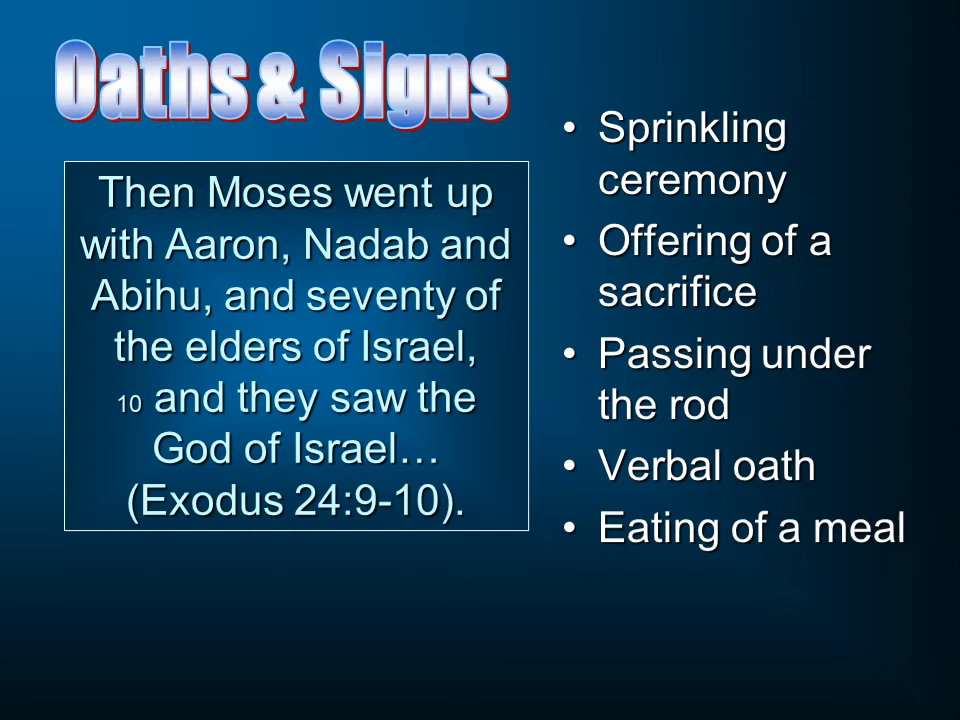 Oaths & Signs
Then Moses went up
with Aaron, Nadab and
Abihu, and seventy of
the elders of Israel,
10 and they saw the
God of Israel…
(Exodus 24:9-10).
• Sprinkling
ceremony
• Offering of a
sacrifice
• Passing under
the rod
• Verbal oath
• Eating of a meal